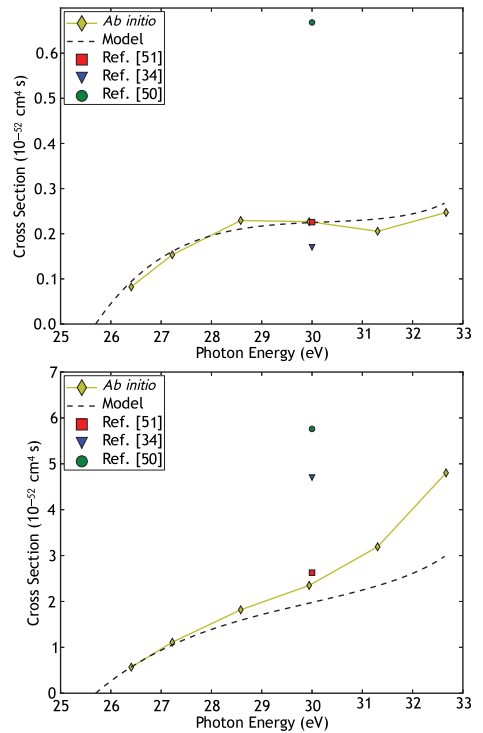 Ab initio
Model
Ref. [51]
Ref. [34]
Ref. [50]
Cross Section (10⁻⁵² cm⁴ s)
0.6
0.5
0.4
0.3
0.2
0.1
0.0
25 26 27 28 29 30 31 32 33
Photon Energy (eV)
Ab initio
Model
Ref. [51]
Ref. [34]
Ref. [50]
Cross Section (10⁻⁵² cm⁴ s)
7
6
5
4
3
2
1
0
25 26 27 28 29 30 31 32 33
Photon Energy (eV)